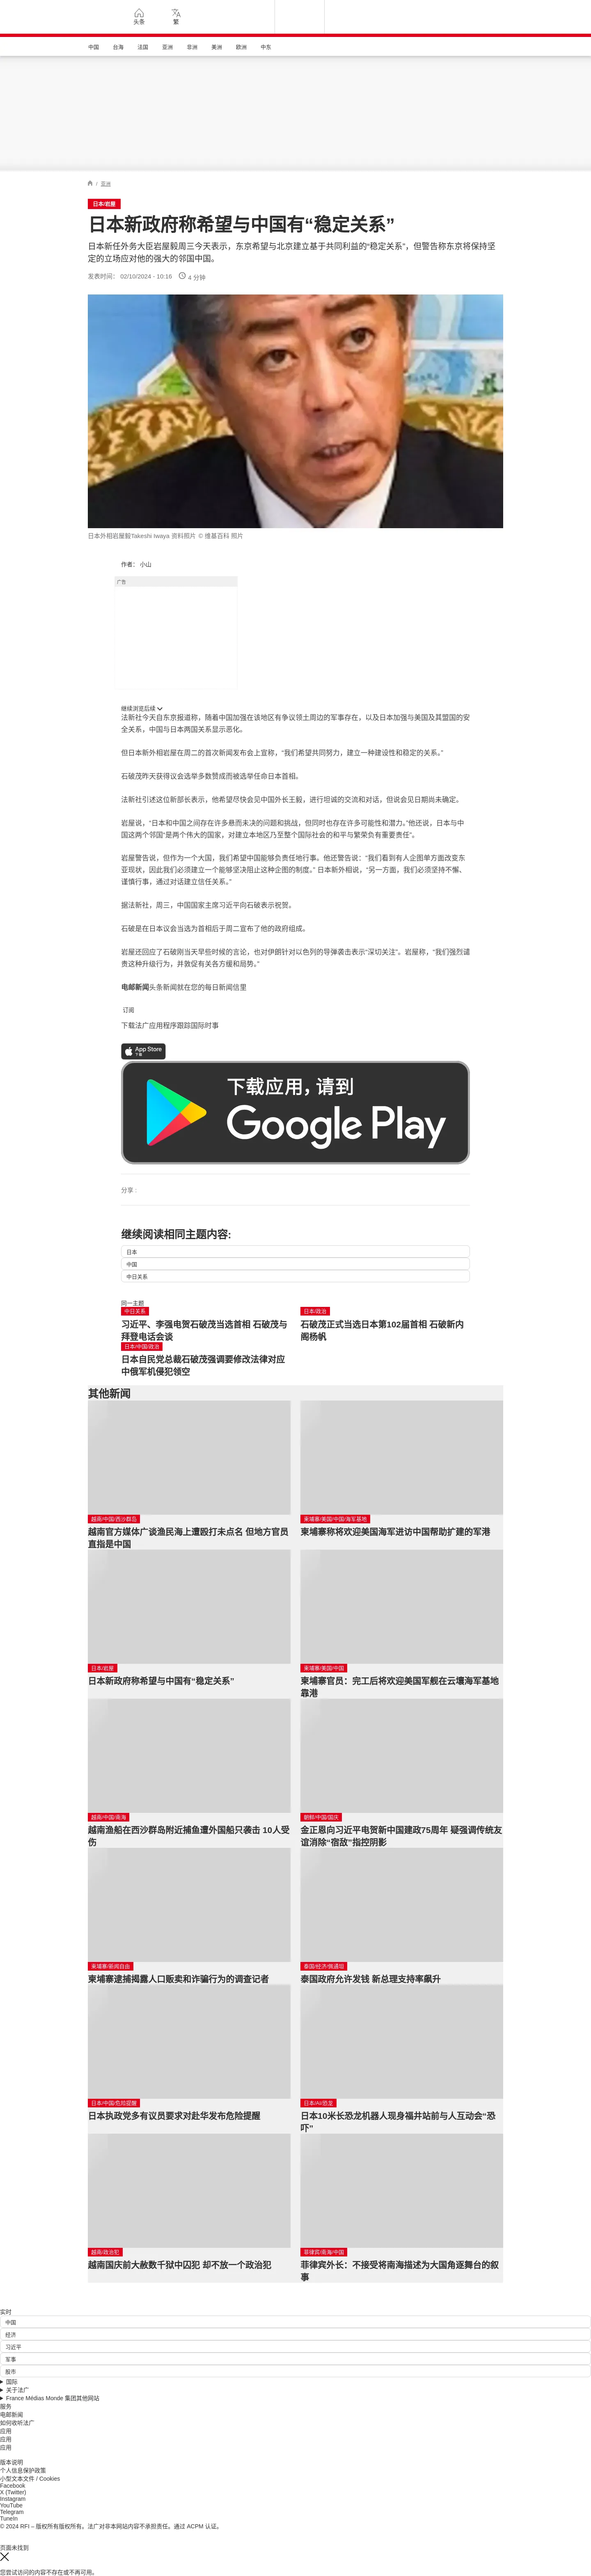 头条
繁
中国 台海 法国 亚洲 非洲 美洲 欧洲 中东
/ 亚洲
日本/岩屋
日本新政府称希望与中国有“稳定关系”
日本新任外务大臣岩屋毅周三今天表示，东京希望与北京建立基于共同利益的“稳定关系”，但警告称东京将保持坚
定的立场应对他的强大的邻国中国。
发表时间： 02/10/2024 - 10:16 4 分钟
日本外相岩屋毅Takeshi Iwaya 资料照片 © 维基百科 照片
作者： 小山
广告
继续浏览后续
法新社今天自东京报道称，随着中国加强在该地区有争议领土周边的军事存在，以及日本加强与美国及其盟国的安
全关系，中国与日本两国关系显示恶化。
但日本新外相岩屋在周二的首次新闻发布会上宣称，“我们希望共同努力，建立一种建设性和稳定的关系。”
石破茂昨天获得议会选举多数赞成而被选举任命日本首相。
法新社引述这位新部长表示，他希望尽快会见中国外长王毅，进行坦诚的交流和对话，但说会见日期尚未确定。
岩屋说，“日本和中国之间存在许多悬而未决的问题和挑战，但同时也存在许多可能性和潜力。”他还说，日本与中
国这两个邻国“是两个伟大的国家，对建立本地区乃至整个国际社会的和平与繁荣负有重要责任”。
岩屋警告说，但作为一个大国，我们希望中国能够负责任地行事。他还警告说：“我们看到有人企图单方面改变东
亚现状，因此我们必须建立一个能够坚决阻止这种企图的制度。” 日本新外相说，“另一方面，我们必须坚持不懈、
谨慎行事，通过对话建立信任关系。”
据法新社，周三，中国国家主席习近平向石破表示祝贺。
石破是在日本议会当选为首相后于周二宣布了他的政府组成。
岩屋还回应了石破刚当天早些时候的言论，也对伊朗针对以色列的导弹袭击表示“深切关注”。岩屋称，“我们强烈谴
责这种升级行为，并敦促有关各方缓和局势。”
电邮新闻头条新闻就在您的每日新闻信里
订阅
下载法广应用程序跟踪国际时事
App Store
下载
下载应用，请到
Google Play
分享 :
继续阅读相同主题内容:
日本
中国
中日关系
同一主题
中日关系
习近平、李强电贺石破茂当选首相 石破茂与
拜登电话会谈
日本/政治
石破茂正式当选日本第102届首相 石破新内
阁杨帆
日本/中国/政治
日本自民党总裁石破茂强调要修改法律对应
中俄军机侵犯领空
其他新闻
越南/中国/西沙群岛
越南官方媒体广谈渔民海上遭殴打未点名 但地方官员
直指是中国
柬埔寨/美国/中国/海军基地
柬埔寨称将欢迎美国海军进访中国帮助扩建的军港
日本/岩屋
日本新政府称希望与中国有“稳定关系”
柬埔寨/美国/中国
柬埔寨官员：完工后将欢迎美国军舰在云壤海军基地
靠港
越南/中国/南海
越南渔船在西沙群岛附近捕鱼遭外国船只袭击 10人受
伤
朝鲜/中国/国庆
金正恩向习近平电贺新中国建政75周年 疑强调传统友
谊消除“宿敌”指控阴影
柬埔寨/新闻自由
柬埔寨逮捕揭露人口贩卖和诈骗行为的调查记者
泰国/经济/佩通坦
泰国政府允许发钱 新总理支持率飙升
日本/中国/危险提醒
日本执政党多有议员要求对赴华发布危险提醒
日本/AI/恐龙
日本10米长恐龙机器人现身福井站前与人互动会“恐
吓”
越南/政治犯
越南国庆前大赦数千狱中囚犯 却不放一个政治犯
菲律宾/南海/中国
菲律宾外长：不接受将南海描述为大国角逐舞台的叙
事
实时
中国
经济
习近平
军事
股市
国际
关于法广
France Médias Monde 集团其他网站
服务
电邮新闻
如何收听法广
应用
应用
应用
版本说明
个人信息保护政策
小型文本文件 / Cookies
Facebook
X (Twitter)
Instagram
YouTube
Telegram
TuneIn
© 2024 RFI – 版权所有版权所有。法广对非本网站内容不承担责任。通过 ACPM 认证。
页面未找到
您尝试访问的内容不存在或不再可用。